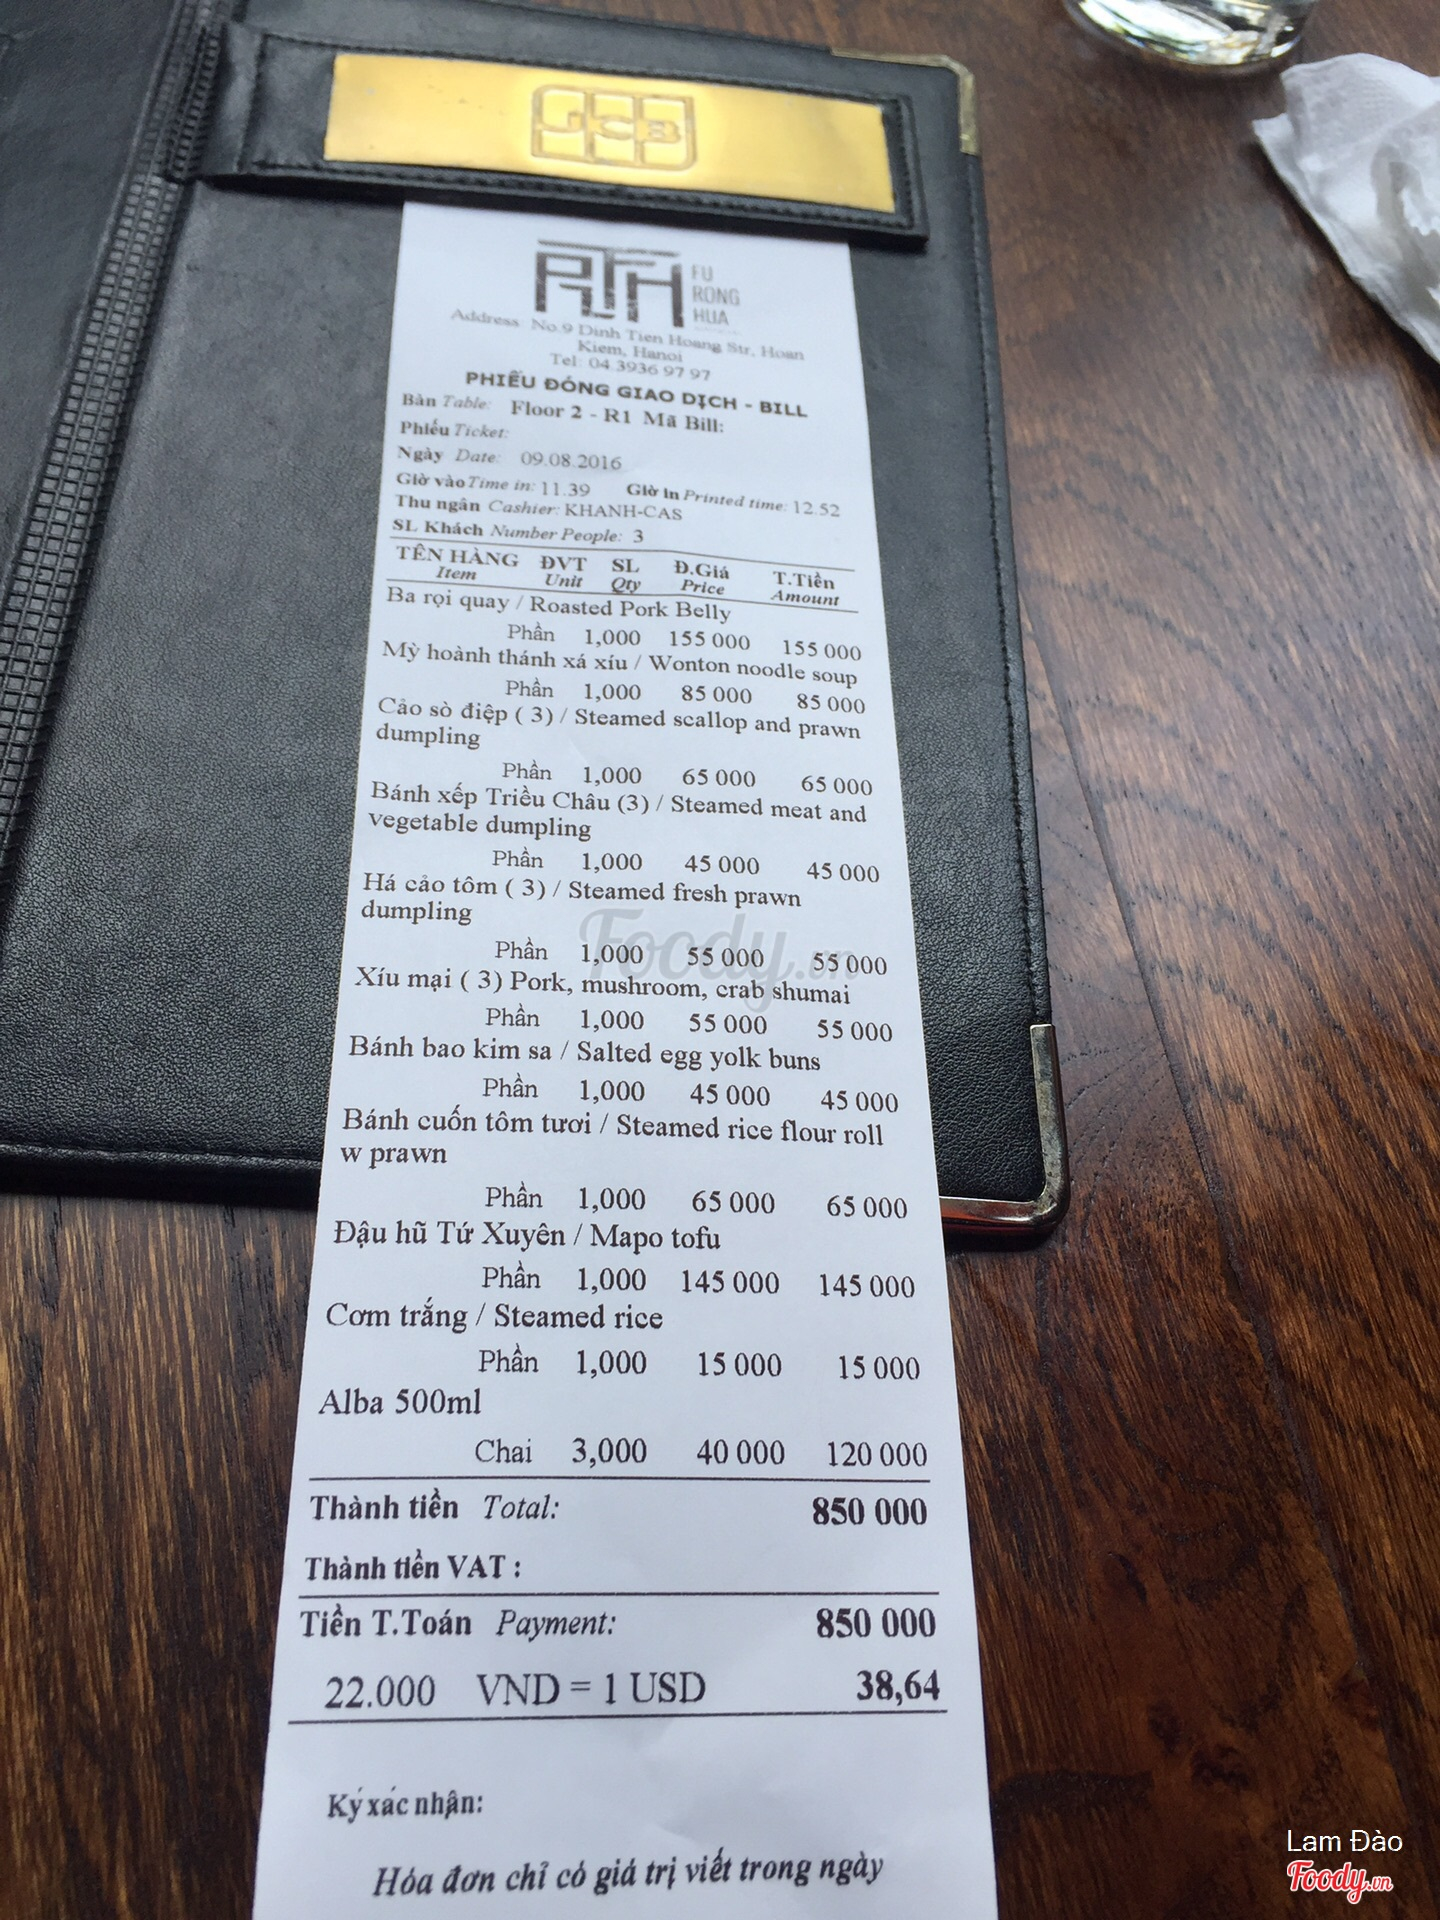 JCB
FU
RONG
HUA
Address: No.9 Dinh Tien Hoang Str, Hoan
Kiem, Hanoi
Tel: 04.3936 97 97
PHIẾU ĐÓNG GIAO DỊCH - BILL
Bàn Table: Floor 2 - R1 Mã Bill:
Phiếu Ticket:
Ngày Date: 09.08.2016
Giờ vào Time in: 11.39 Giờ in Printed time: 12.52
Thu ngân Cashier: KHANH-CAS
SL Khách Number People: 3
TÊN HÀNG ĐVT SL Đ.Giá T.Tiền
Item Unit Qty Price Amount
Ba rọi quay / Roasted Pork Belly
Phần 1,000 155 000 155 000
Mỳ hoành thánh xá xíu / Wonton noodle soup
Phần 1,000 85 000 85 000
Cảo sò điệp ( 3) / Steamed scallop and prawn
dumpling
Phần 1,000 65 000 65 000
Bánh xếp Triều Châu (3) / Steamed meat and
vegetable dumpling
Phần 1,000 45 000 45 000
Há cảo tôm ( 3) / Steamed fresh prawn
dumpling
Phần 1,000 55 000 55 000
Xíu mại ( 3) Pork, mushroom, crab shumai
Phần 1,000 55 000 55 000
Bánh bao kim sa / Salted egg yolk buns
Phần 1,000 45 000 45 000
Bánh cuốn tôm tươi / Steamed rice flour roll
w prawn
Phần 1,000 65 000 65 000
Đậu hũ Tứ Xuyên / Mapo tofu
Phần 1,000 145 000 145 000
Cơm trắng / Steamed rice
Phần 1,000 15 000 15 000
Alba 500ml
Chai 3,000 40 000 120 000
Thành tiền Total: 850 000
Thành tiền VAT :
Tiền T.Toán Payment: 850 000
22.000 VND = 1 USD 38,64
Ký xác nhận:
Hóa đơn chỉ có giá trị viết trong ngày
Foody.vn
Lam Đào
Foody.vn